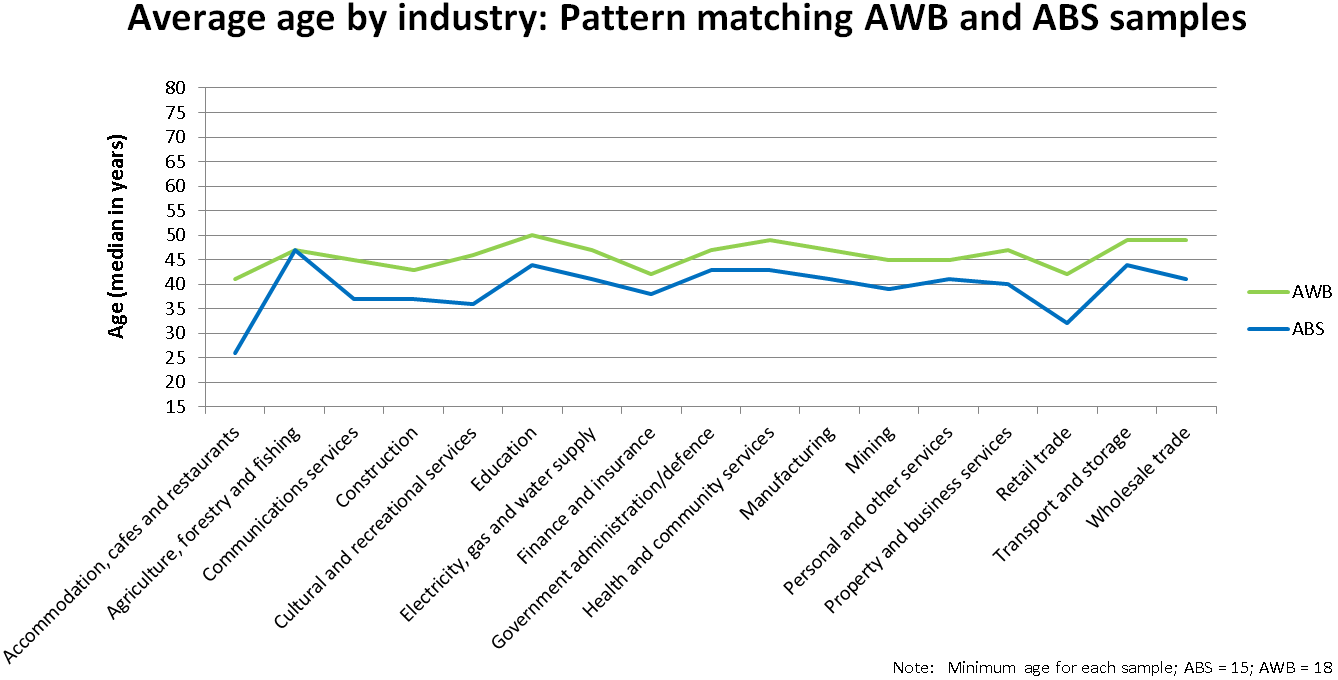 Average age by industry: Pattern matching AWB and ABS samples
Age (median in years)
80
75
70
65
60
55
50
45
40
35
30
25
20
15
Accommodation, cafes and restaurants
Agriculture, forestry and fishing
Communications services
Construction
Cultural and recreational services
Education
Electricity, gas and water supply
Finance and insurance
Government administration/defence
Health and community services
Manufacturing
Mining
Personal and other services
Property and business services
Retail trade
Transport and storage
Wholesale trade
AWB
ABS
Note: Minimum age for each sample; ABS = 15; AWB = 18